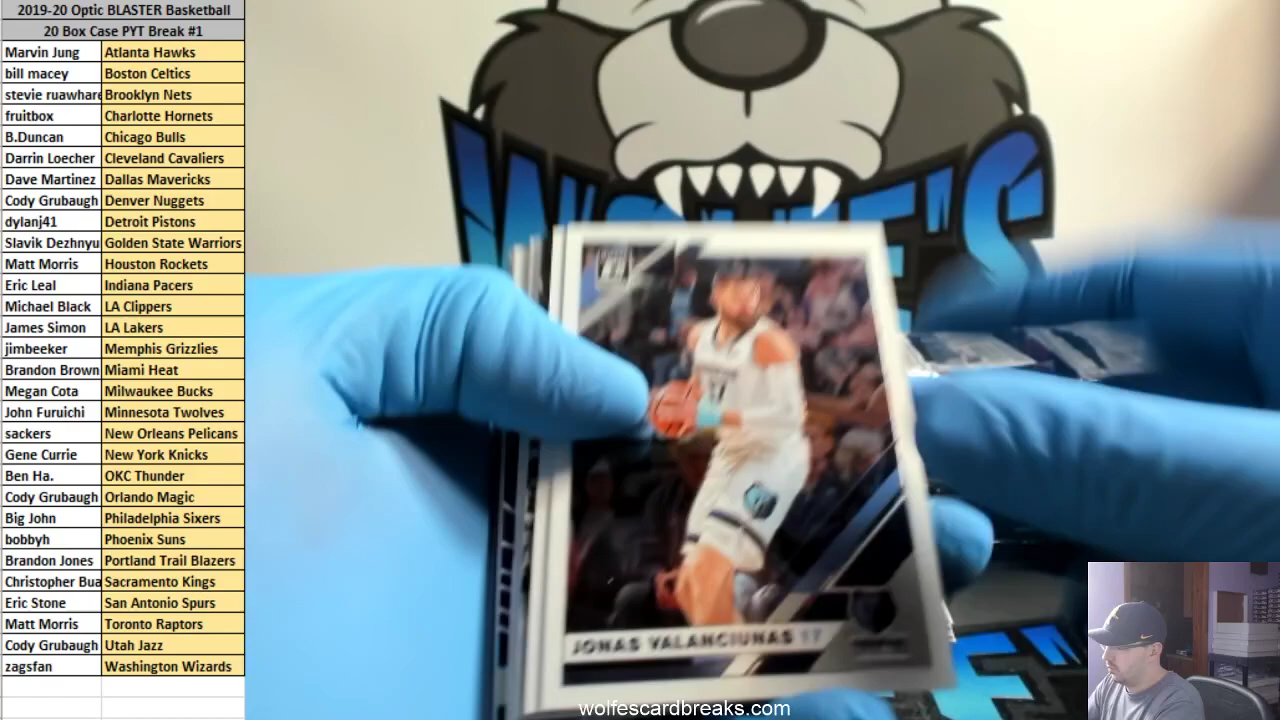 2019-20 Optic BLASTER Basketball
20 Box Case PYT Break #1
Marvin Jung Atlanta Hawks
bill macey Boston Celtics
stevie ruawhare Brooklyn Nets
fruitbox Charlotte Hornets
B.Duncan Chicago Bulls
Darrin Loecher Cleveland Cavaliers
Dave Martinez Dallas Mavericks
Cody Grubaugh Denver Nuggets
dylanj41 Detroit Pistons
Slavik Dezhnyu Golden State Warriors
Matt Morris Houston Rockets
Eric Leal Indiana Pacers
Michael Black LA Clippers
James Simon LA Lakers
jimbeeker Memphis Grizzlies
Brandon Brown Miami Heat
Megan Cota Milwaukee Bucks
John Furuichi Minnesota Twolves
sackers New Orleans Pelicans
Gene Currie New York Knicks
Ben Ha. OKC Thunder
Cody Grubaugh Orlando Magic
Big John Philadelphia Sixers
bobbyh Phoenix Suns
Brandon Jones Portland Trail Blazers
Christopher Bua Sacramento Kings
Eric Stone San Antonio Spurs
Matt Morris Toronto Raptors
Cody Grubaugh Utah Jazz
zagsfan Washington Wizards
JONAS VALANCIUNAS 17
wolfescardbreaks.com